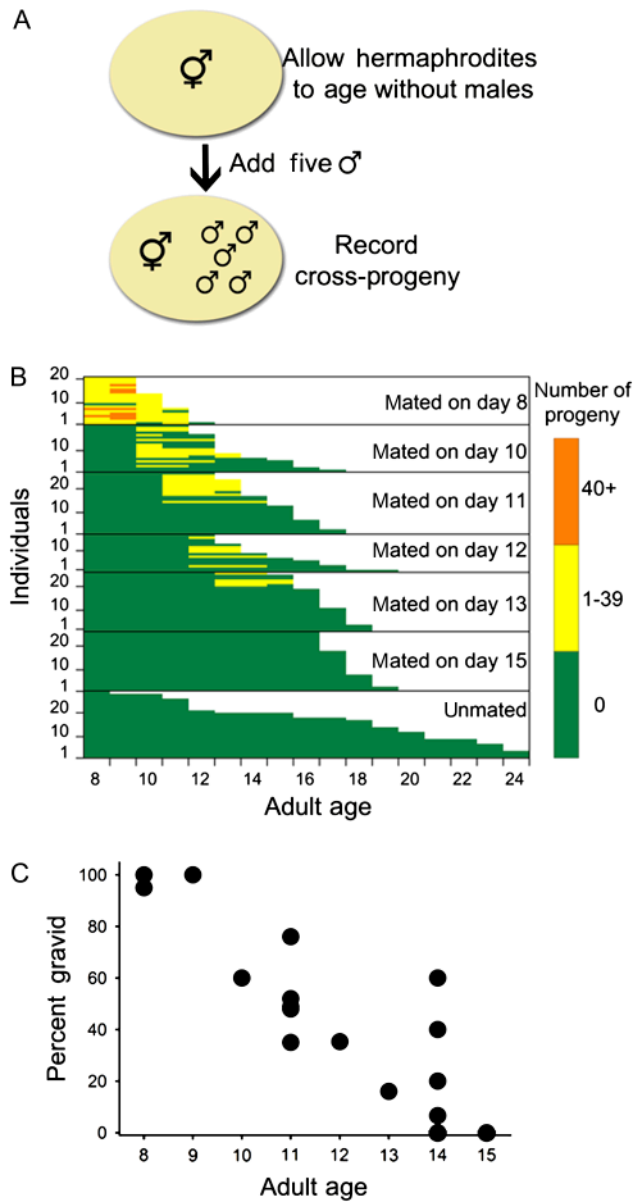 A
Allow hermaphrodites
to age without males
Add five ♂
Record
cross-progeny
B
Number of
progeny
40+
1-39
0
Individuals
20
10
1
Mated on day 8
10
1
Mated on day 10
20
10
1
Mated on day 11
10
1
Mated on day 12
20
10
1
Mated on day 13
20
10
1
Mated on day 15
20
10
1
Unmated
8 10 12 14 16 18 20 22 24
Adult age
C
Percent gravid
100
80
60
40
20
0
8 9 10 11 12 13 14 15
Adult age